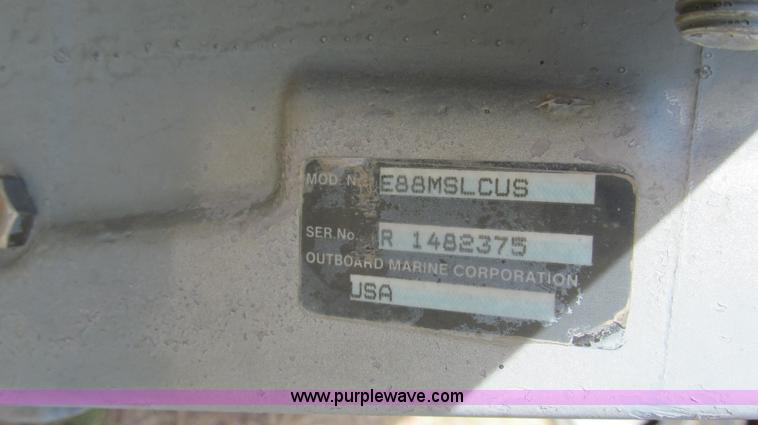 MOD. N E88MSLCUS
SER.No. R 1482375
OUTBOARD MARINE CORPORATION
USA
www.purplewave.com